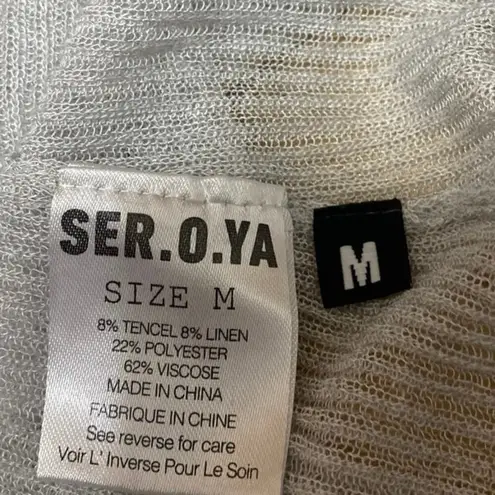 SER.O.YA
SIZE M
8% TENCEL 8% LINEN
22% POLYESTER
62% VISCOSE
MADE IN CHINA
FABRIQUE IN CHINE
See reverse for care
Voir L' Inverse Pour Le Soin
M